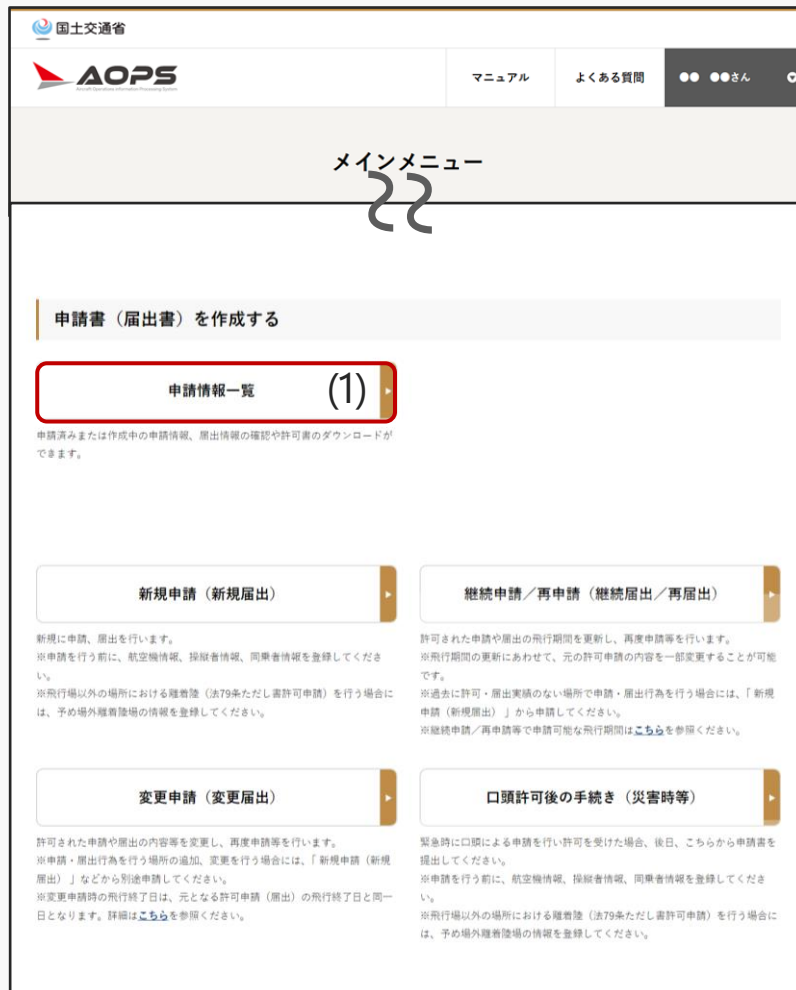 国土交通省
AOPS
Aircraft Operations Information Processing System
マニュアル
よくある質問
●● ●●さん
メインメニュー
申請書（届出書）を作成する
申請情報一覧
(1)
申請済みまたは作成中の申請情報、届出情報の確認や許可書のダウンロードが
できます。
新規申請（新規届出）
新規に申請、届出を行います。
※申請を行う前に、航空機情報、操縦者情報、同乗者情報を登録してくださ
い。
※飛行場以外の場所における離着陸（法79条ただし書許可申請）を行う場合に
は、予め場外離着陸場の情報を登録してください。
継続申請／再申請（継続届出／再届出）
許可された申請や届出の飛行期間を更新し、再度申請等を行います。
※飛行期間の更新にあわせて、元の許可申請の内容を一部変更することが可能
です。
※過去に許可・届出実績のない場所で申請・届出行為を行う場合には、「新規
申請（新規届出）」から申請してください。
※継続申請／再申請等で申請可能な飛行期間はこちらを参照ください。
変更申請（変更届出）
許可された申請や届出の内容等を変更し、再度申請等を行います。
※申請・届出行為を行う場所の追加、変更を行う場合には、「新規申請（新規
届出）」などから別途申請してください。
※変更申請時の飛行終了日は、元となる許可申請（届出）の飛行終了日と同一
日となります。詳細はこちらを参照ください。
口頭許可後の手続き（災害時等）
緊急時に口頭による申請を行い許可を受けた場合、後日、こちらから申請書を
提出してください。
※申請を行う前に、航空機情報、操縦者情報、同乗者情報を登録してくださ
い。
※飛行場以外の場所における離着陸（法79条ただし書許可申請）を行う場合に
は、予め場外離着陸場の情報を登録してください。